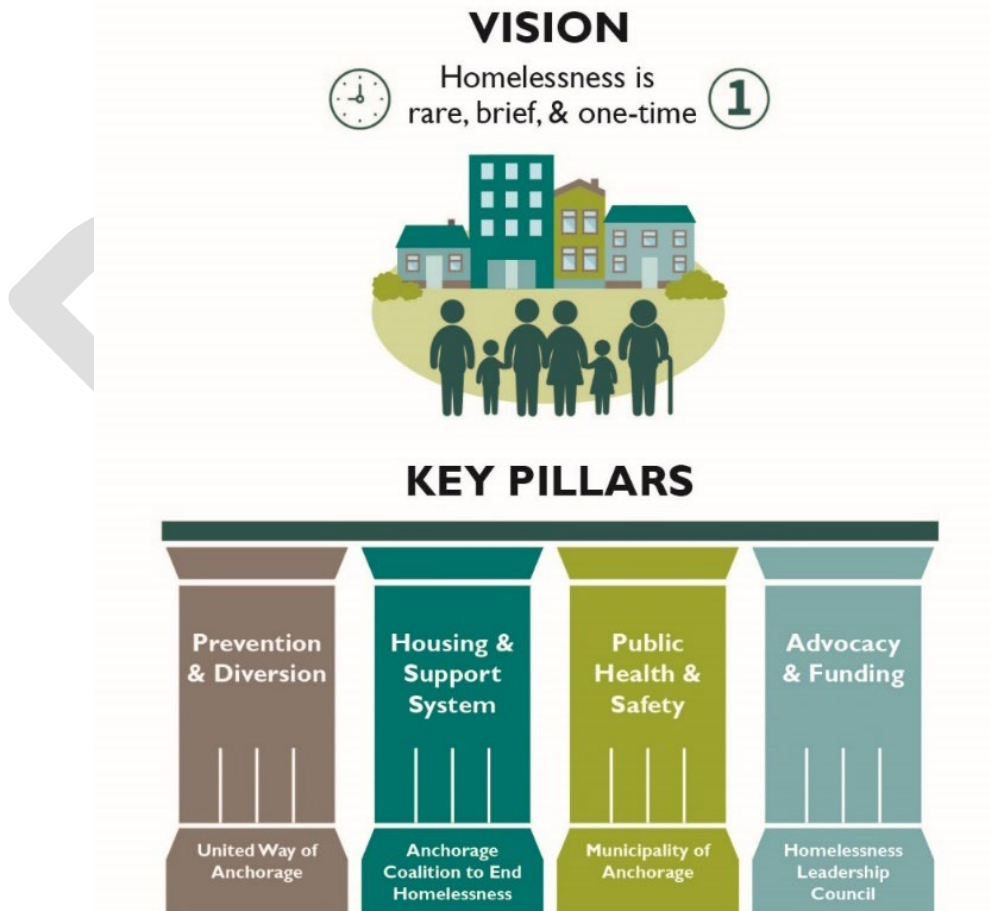 VISION
Homelessness is
rare, brief, & one-time
1
KEY PILLARS
Prevention
& Diversion
Housing &
Support
System
Public
Health &
Safety
Advocacy
& Funding
United Way of
Anchorage
Anchorage
Coalition to End
Homelessness
Municipality of
Anchorage
Homelessness
Leadership
Council